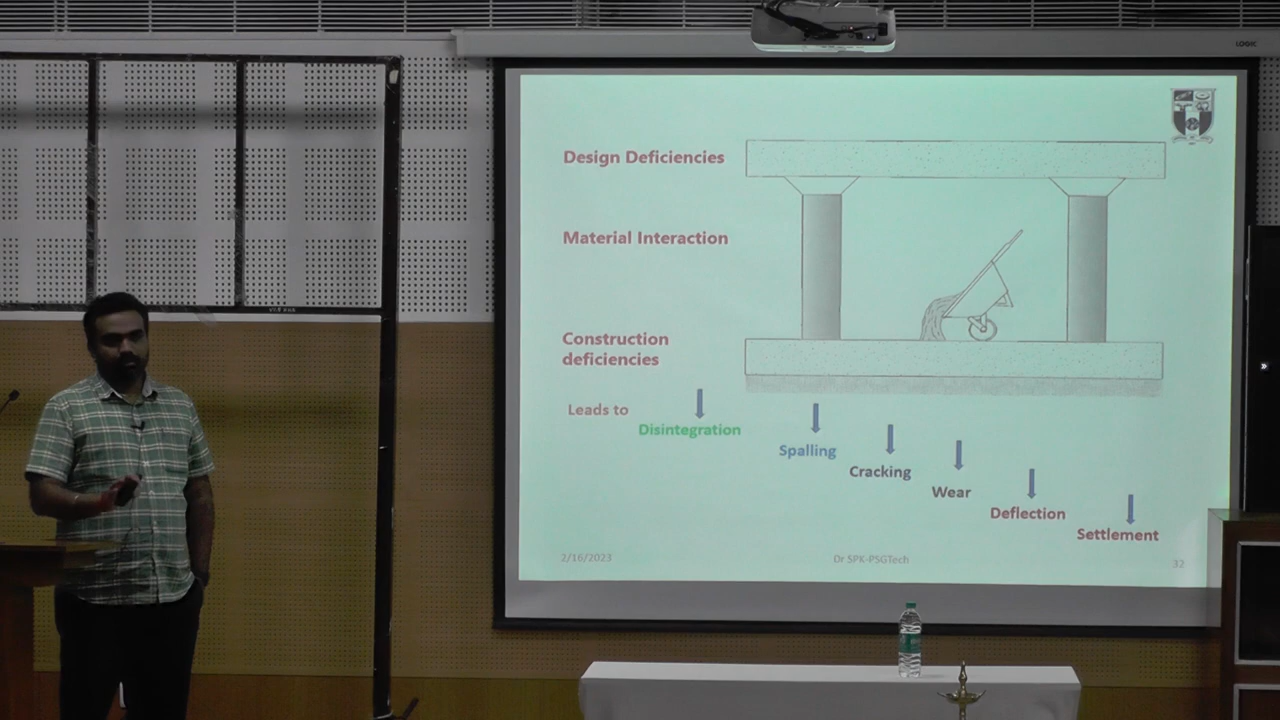 LOGIC
Design Deficiencies
Material Interaction
Construction
deficiencies
Leads to
Disintegration
Spalling
Cracking
Wear
Deflection
Settlement
2/16/2023
Dr SPK-PSGTech
32